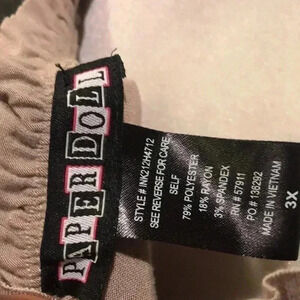 PAPER DOLL
STYLE # INK212H4712
SEE REVERSE FOR CARE
SELF
79% POLYESTER
18% RAYON
3% SPANDEX
RN # 57911
PO # 136292
MADE IN VIETNAM
3X